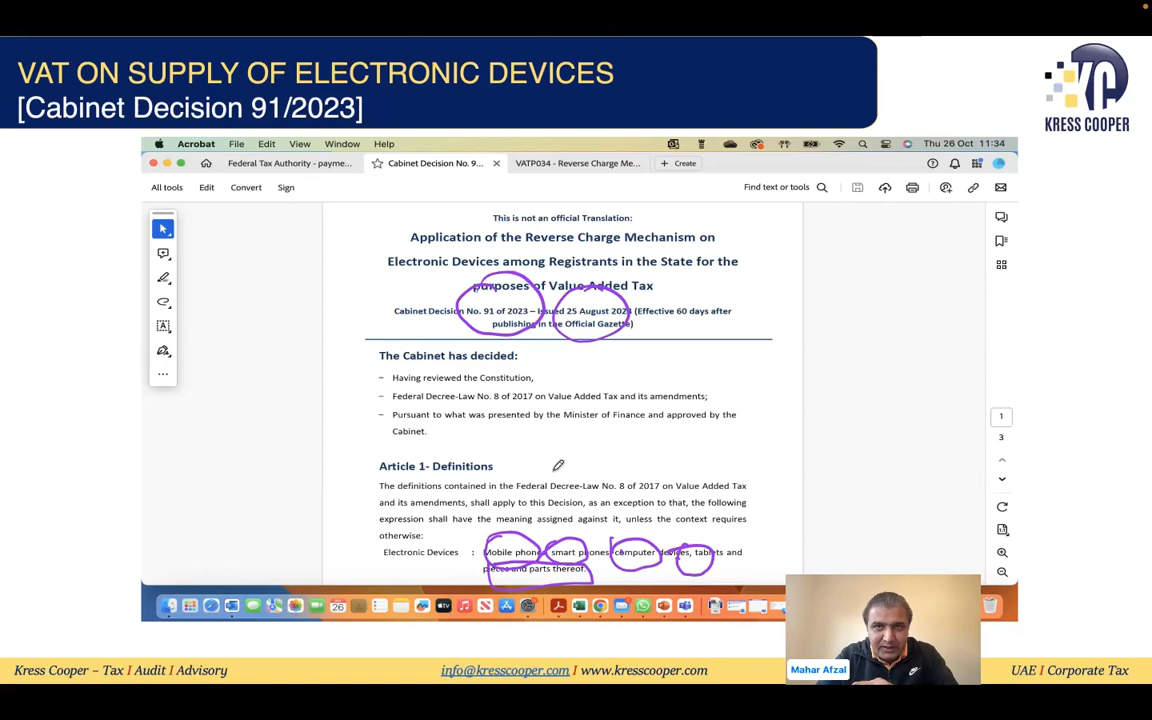 VAT ON SUPPLY OF ELECTRONIC DEVICES
[Cabinet Decision 91/2023]
KC
KRESS COOPER
Acrobat File Edit View Window Help
Thu 26 Oct 11:34
Federal Tax Authority - payme...
Cabinet Decision No. 9...
VATP034 - Reverse Charge Me...
+ Create
All tools Edit Convert Sign
Find text or tools
This is not an official Translation:
Application of the Reverse Charge Mechanism on
Electronic Devices among Registrants in the State for the
purposes of Value Added Tax
Cabinet Decision No. 91 of 2023 – Issued 25 August 2023 (Effective 60 days after
publishing in the Official Gazette)
The Cabinet has decided:
– Having reviewed the Constitution,
– Federal Decree-Law No. 8 of 2017 on Value Added Tax and its amendments;
– Pursuant to what was presented by the Minister of Finance and approved by the
Cabinet.
Article 1- Definitions
The definitions contained in the Federal Decree-Law No. 8 of 2017 on Value Added Tax
and its amendments, shall apply to this Decision, as an exception to that, the following
expression shall have the meaning assigned against it, unless the context requires
otherwise:
Electronic Devices : Mobile phones, smart phones, computer devices, tablets and
pieces and parts thereof.
1
3
26
Mahar Afzal
Kress Cooper – Tax I Audit I Advisory
info@kresscooper.com I www.kresscooper.com
UAE I Corporate Tax